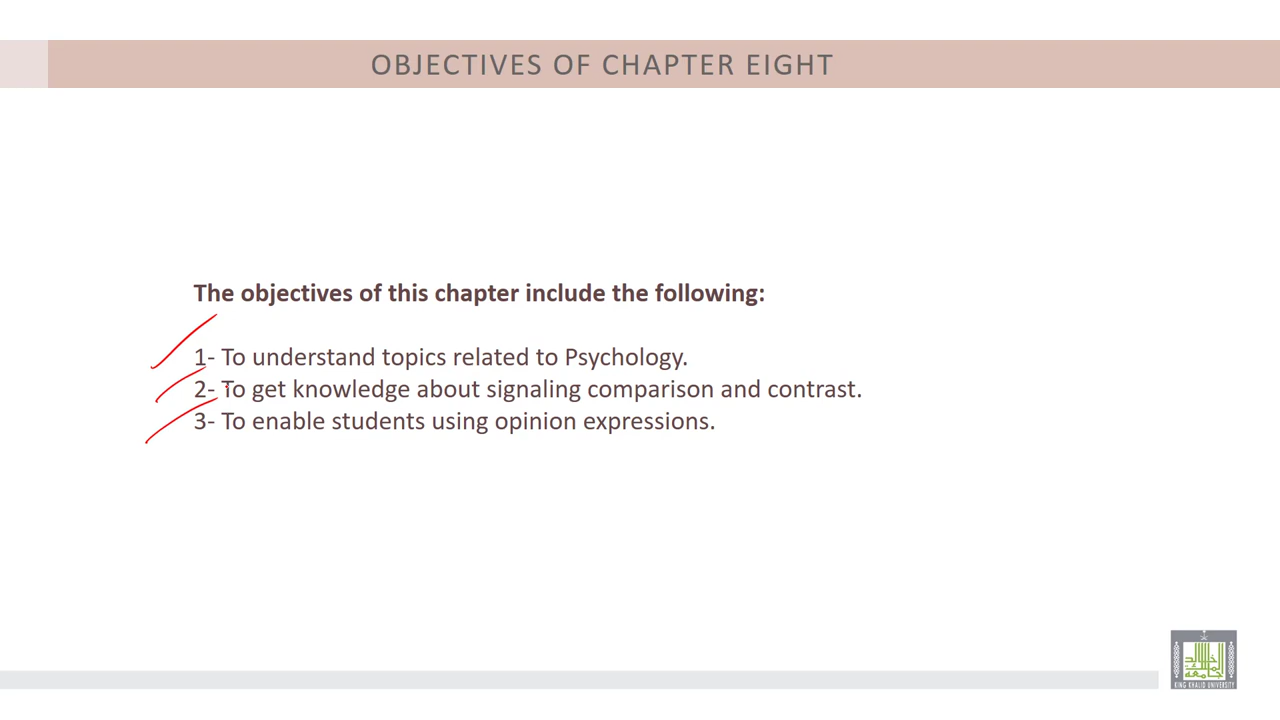 OBJECTIVES OF CHAPTER EIGHT
The objectives of this chapter include the following:
1- To understand topics related to Psychology.
2- To get knowledge about signaling comparison and contrast.
3- To enable students using opinion expressions.
KING KHALID UNIVERSITY